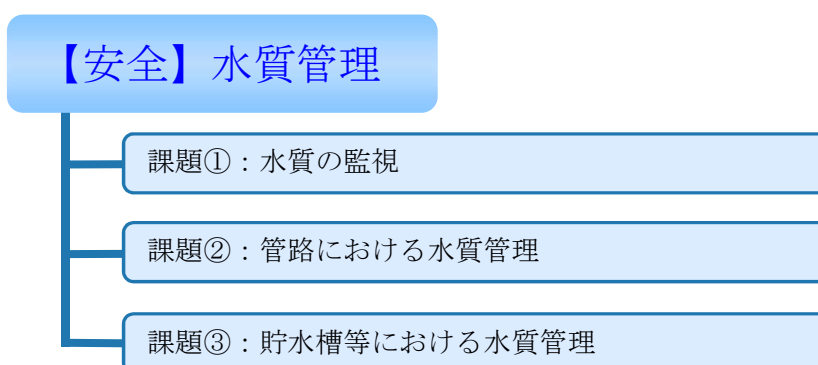 【安全】水質管理
課題①：水質の監視
課題②：管路における水質管理
課題③：貯水槽等における水質管理